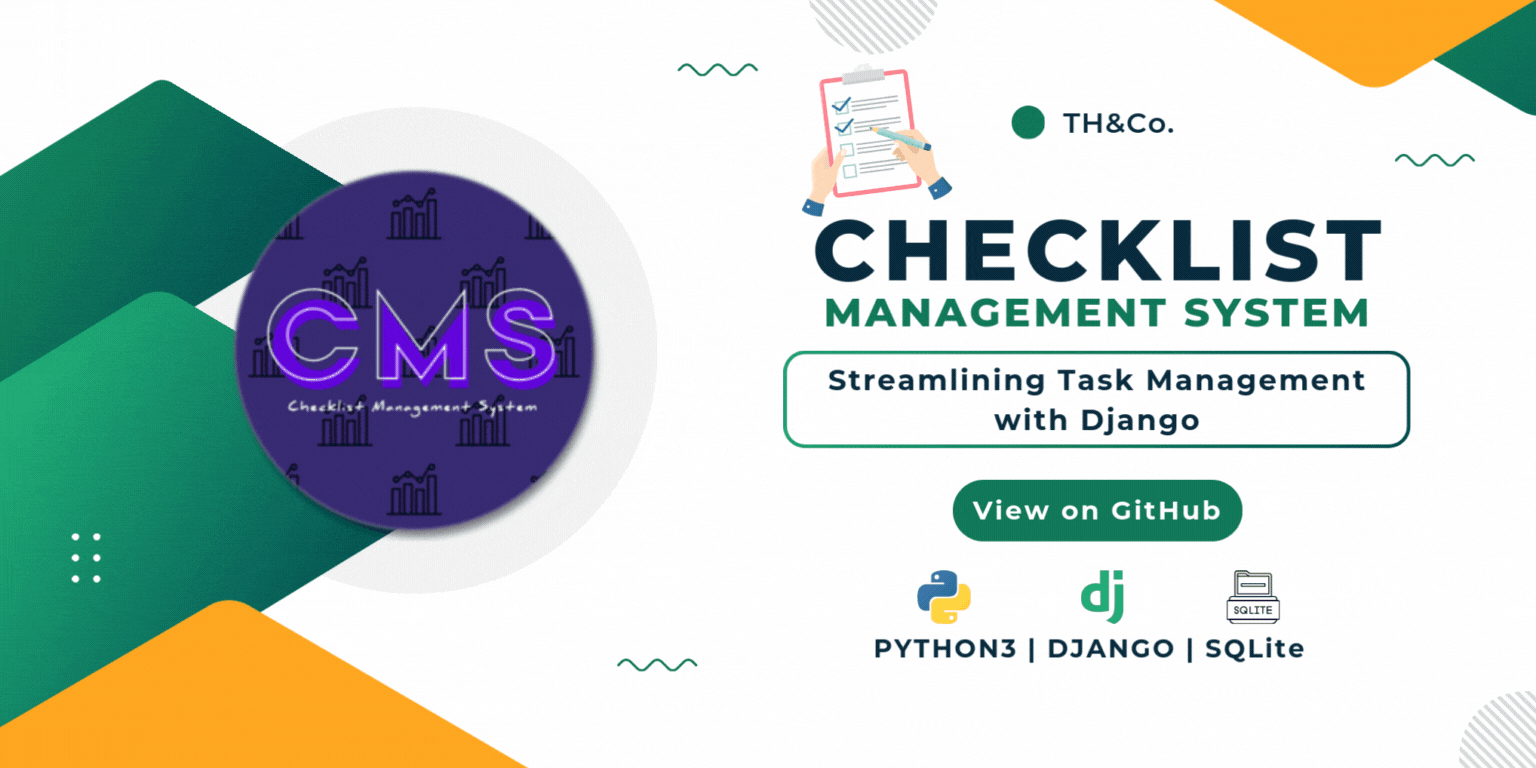 TH&Co.
CHECKLIST
MANAGEMENT SYSTEM
Streamlining Task Management
with Django
View on GitHub
SQLITE
PYTHON3 | DJANGO | SQLite
CMS
Checklist Management System
dj